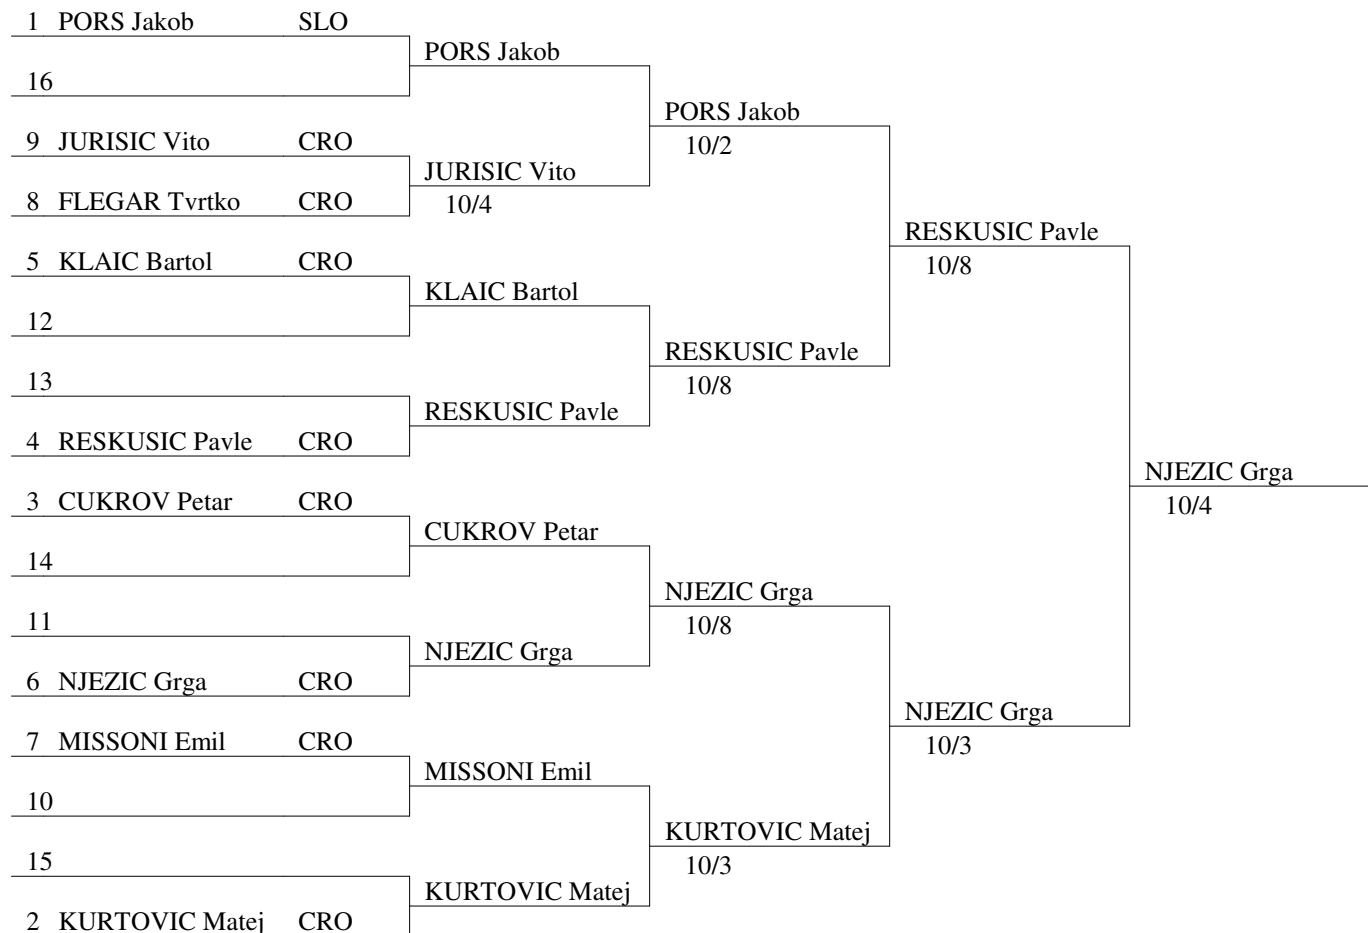 1 PORS Jakob SLO
PORS Jakob
16
PORS Jakob
10/2
9 JURISIC Vito CRO
JURISIC Vito
10/4
8 FLEGAR Tvrtko CRO
RESKUSIC Pavle
10/8
5 KLAIC Bartol CRO
KLAIC Bartol
12
RESKUSIC Pavle
10/8
13
RESKUSIC Pavle
4 RESKUSIC Pavle CRO
NJEZIC Grga
10/4
3 CUKROV Petar CRO
CUKROV Petar
14
NJEZIC Grga
10/8
11
NJEZIC Grga
6 NJEZIC Grga CRO
NJEZIC Grga
10/3
7 MISSONI Emil CRO
MISSONI Emil
10
KURTOVIC Matej
10/3
15
KURTOVIC Matej
2 KURTOVIC Matej CRO